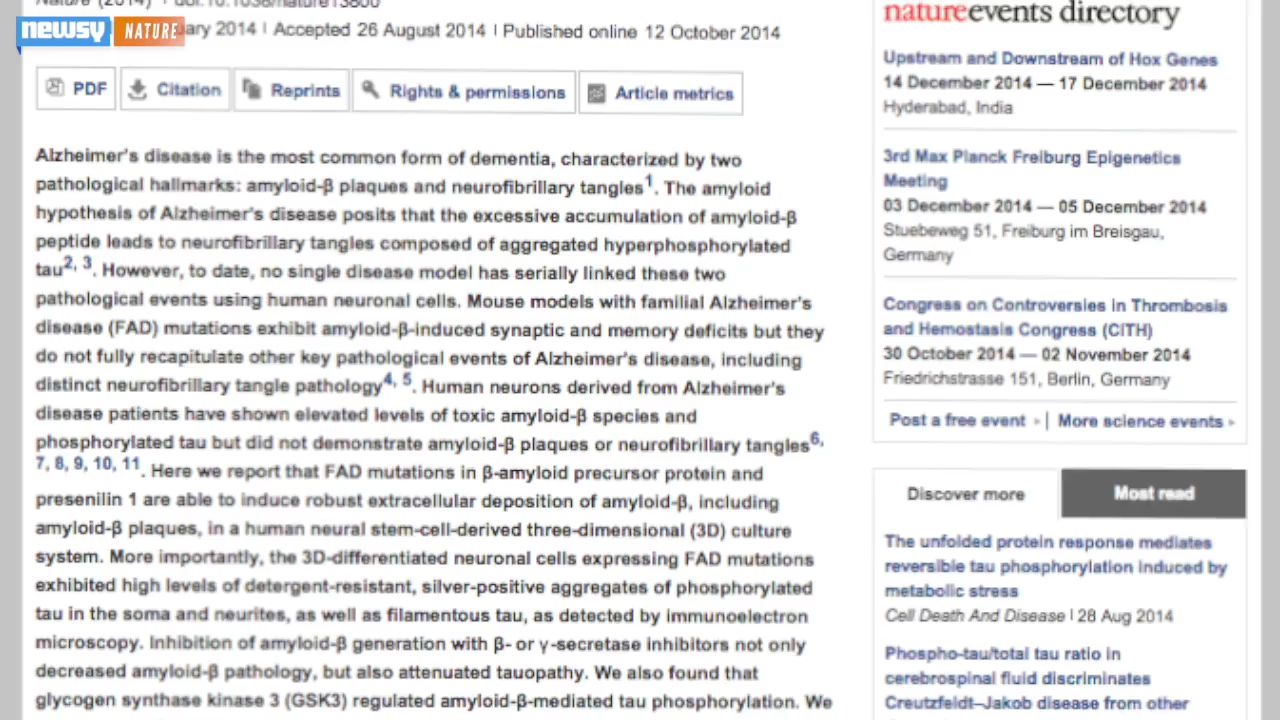 Nature (2014) | doi:10.1038/nature13800
newsy NATURE
2014 | Accepted 26 August 2014 | Published online 12 October 2014
PDF Citation Reprints Rights & permissions Article metrics
Alzheimer's disease is the most common form of dementia, characterized by two
pathological hallmarks: amyloid-β plaques and neurofibrillary tangles1. The amyloid
hypothesis of Alzheimer's disease posits that the excessive accumulation of amyloid-β
peptide leads to neurofibrillary tangles composed of aggregated hyperphosphorylated
tau2, 3. However, to date, no single disease model has serially linked these two
pathological events using human neuronal cells. Mouse models with familial Alzheimer's
disease (FAD) mutations exhibit amyloid-β-induced synaptic and memory deficits but they
do not fully recapitulate other key pathological events of Alzheimer's disease, including
distinct neurofibrillary tangle pathology4, 5. Human neurons derived from Alzheimer's
disease patients have shown elevated levels of toxic amyloid-β species and
phosphorylated tau but did not demonstrate amyloid-β plaques or neurofibrillary tangles6,
7, 8, 9, 10, 11. Here we report that FAD mutations in β-amyloid precursor protein and
presenilin 1 are able to induce robust extracellular deposition of amyloid-β, including
amyloid-β plaques, in a human neural stem-cell-derived three-dimensional (3D) culture
system. More importantly, the 3D-differentiated neuronal cells expressing FAD mutations
exhibited high levels of detergent-resistant, silver-positive aggregates of phosphorylated
tau in the soma and neurites, as well as filamentous tau, as detected by immunoelectron
microscopy. Inhibition of amyloid-β generation with β- or γ-secretase inhibitors not only
decreased amyloid-β pathology, but also attenuated tauopathy. We also found that
glycogen synthase kinase 3 (GSK3) regulated amyloid-β-mediated tau phosphorylation. We
natureevents directory
Upstream and Downstream of Hox Genes
14 December 2014 — 17 December 2014
Hyderabad, India
3rd Max Planck Freiburg Epigenetics
Meeting
03 December 2014 — 05 December 2014
Stuebeweg 51, Freiburg im Breisgau,
Germany
Congress on Controversies in Thrombosis
and Hemostasis Congress (CiTH)
30 October 2014 — 02 November 2014
Friedrichstrasse 151, Berlin, Germany
Post a free event | More science events
Discover more Most read
The unfolded protein response mediates
reversible tau phosphorylation induced by
metabolic stress
Cell Death And Disease | 28 Aug 2014
Phospho-tau/total tau ratio in
cerebrospinal fluid discriminates
Creutzfeldt–Jakob disease from other